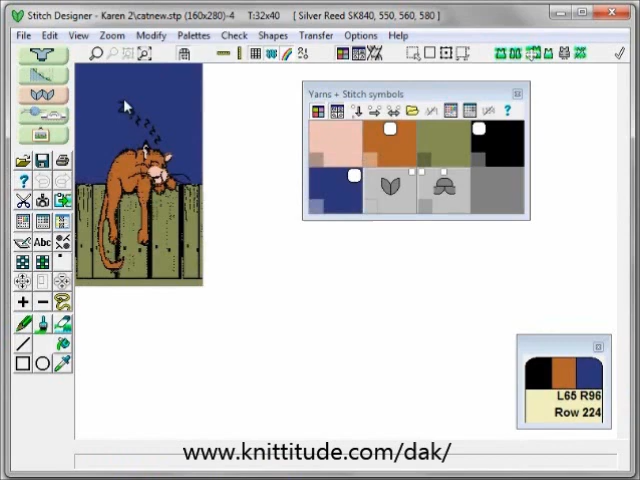 Stitch Designer - Karen 2\catnew.stp (160x280)-4 T:32x40 [ Silver Reed SK840, 550, 560, 580 ]
File Edit View Zoom Modify Palettes Check Shapes Transfer Options Help
Yarns + Stitch symbols
Abc
L65 R96
Row 224
www.knittitude.com/dak/